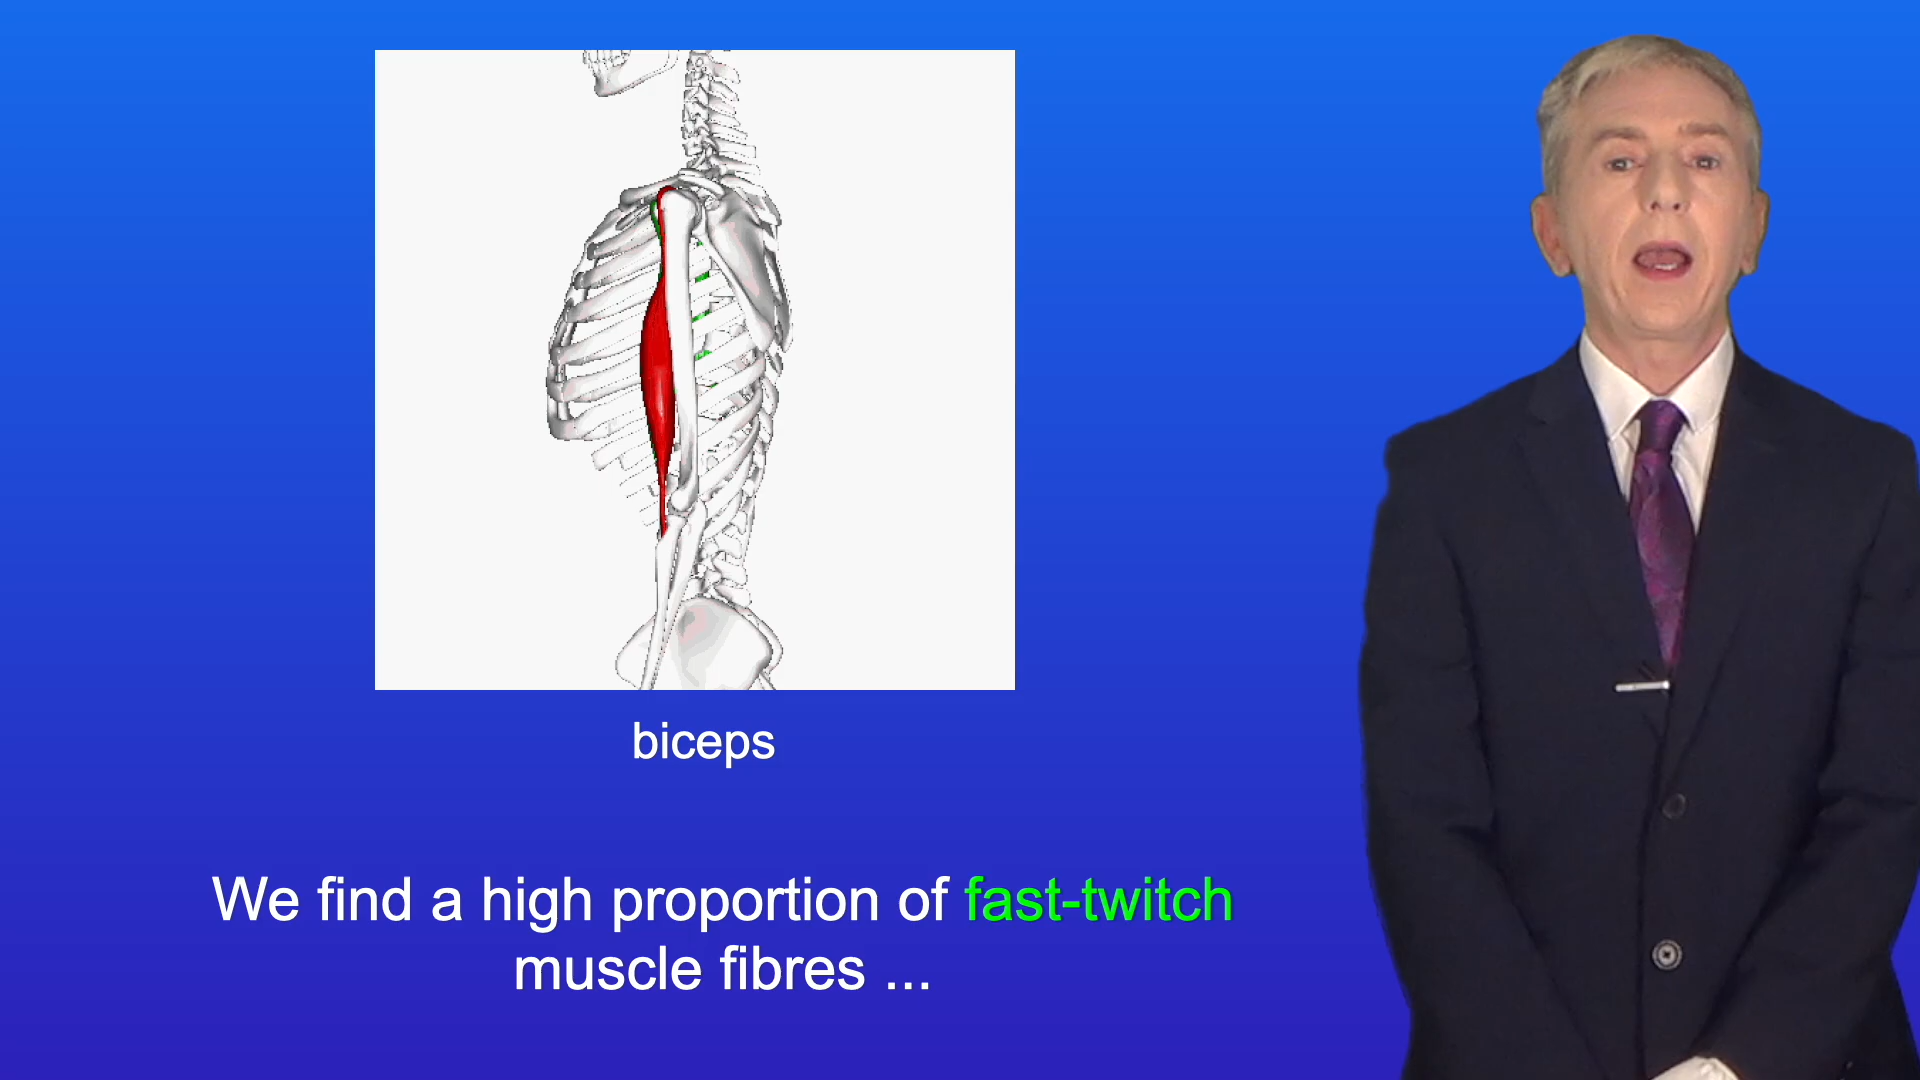 biceps
We find a high proportion of fast-twitch
muscle fibres ...